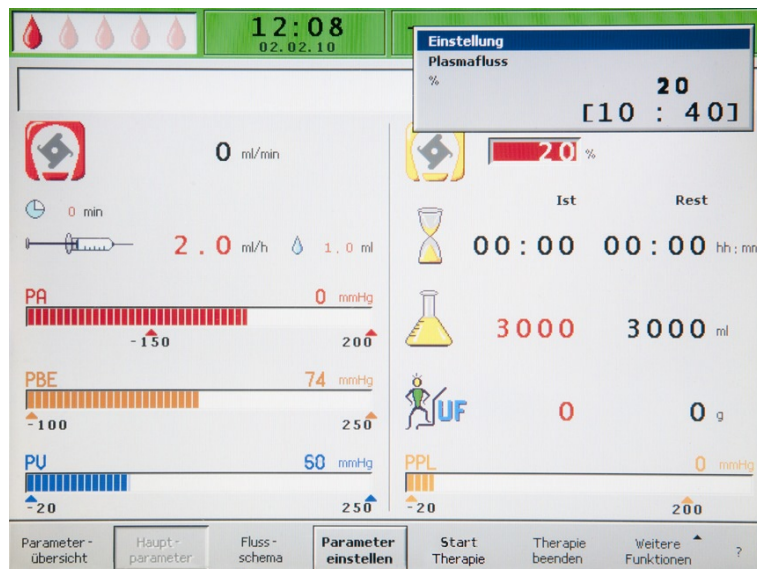 12:08
02.02.10
Einstellung
Plasmafluss
% 20
[10 : 40]
0 ml/min
20 %
0 min
Ist Rest
2.0 ml/h 1.0 ml
00:00 00:00 hh:mm
PA 0 mmHg
-150 200
3000 3000 ml
PBE 74 mmHg
-100 250
UF 0 0 g
PV 60 mmHg
-20 250
PPL 0 mmHg
-20 200
Parameter-
übersicht
Haupt-
parameter
Fluss-
schema
Parameter
einstellen
Start
Therapie
Therapie
beenden
Weitere
Funktionen
?